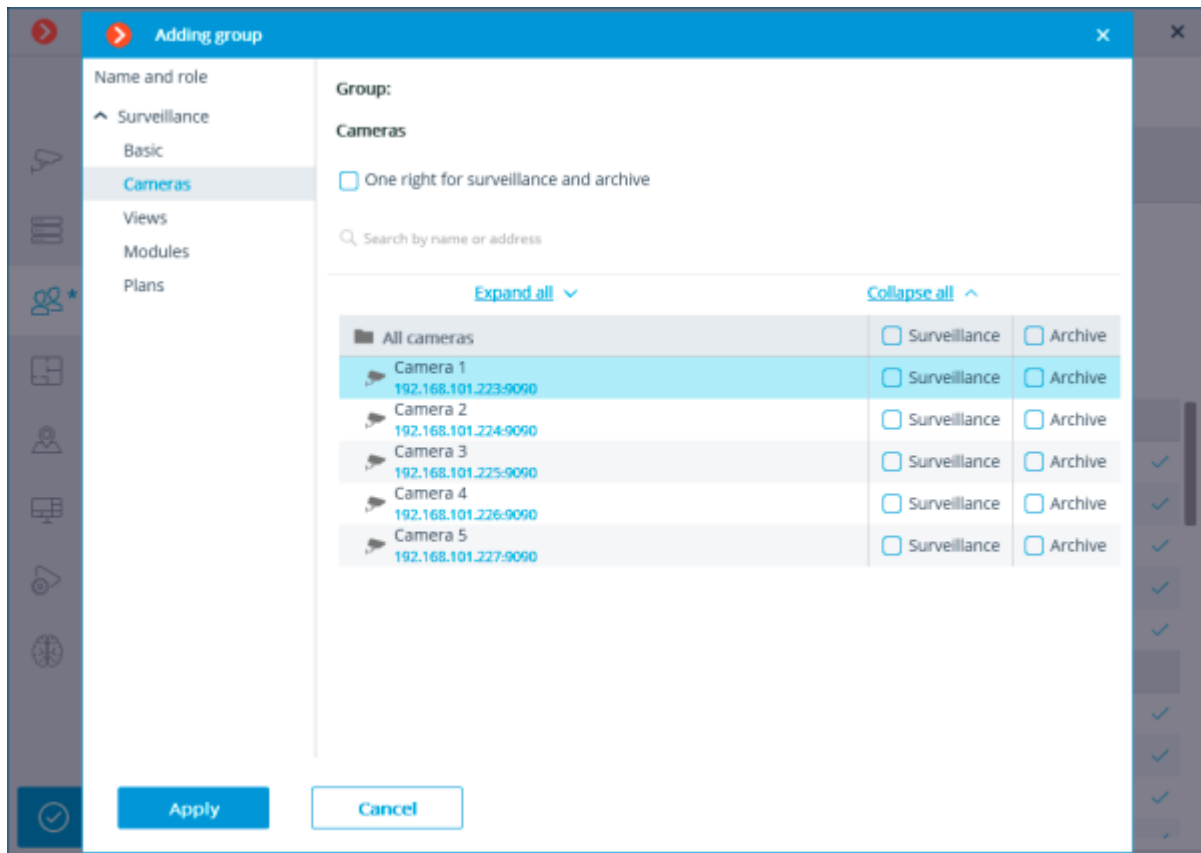 Adding group
Name and role
Surveillance
Basic
Cameras
Views
Modules
Plans
Group:
Cameras
One right for surveillance and archive
Search by name or address
Expand all Collapse all
All cameras Surveillance Archive
Camera 1
192.168.101.223:9090 Surveillance Archive
Camera 2
192.168.101.224:9090 Surveillance Archive
Camera 3
192.168.101.225:9090 Surveillance Archive
Camera 4
192.168.101.226:9090 Surveillance Archive
Camera 5
192.168.101.227:9090 Surveillance Archive
Apply Cancel